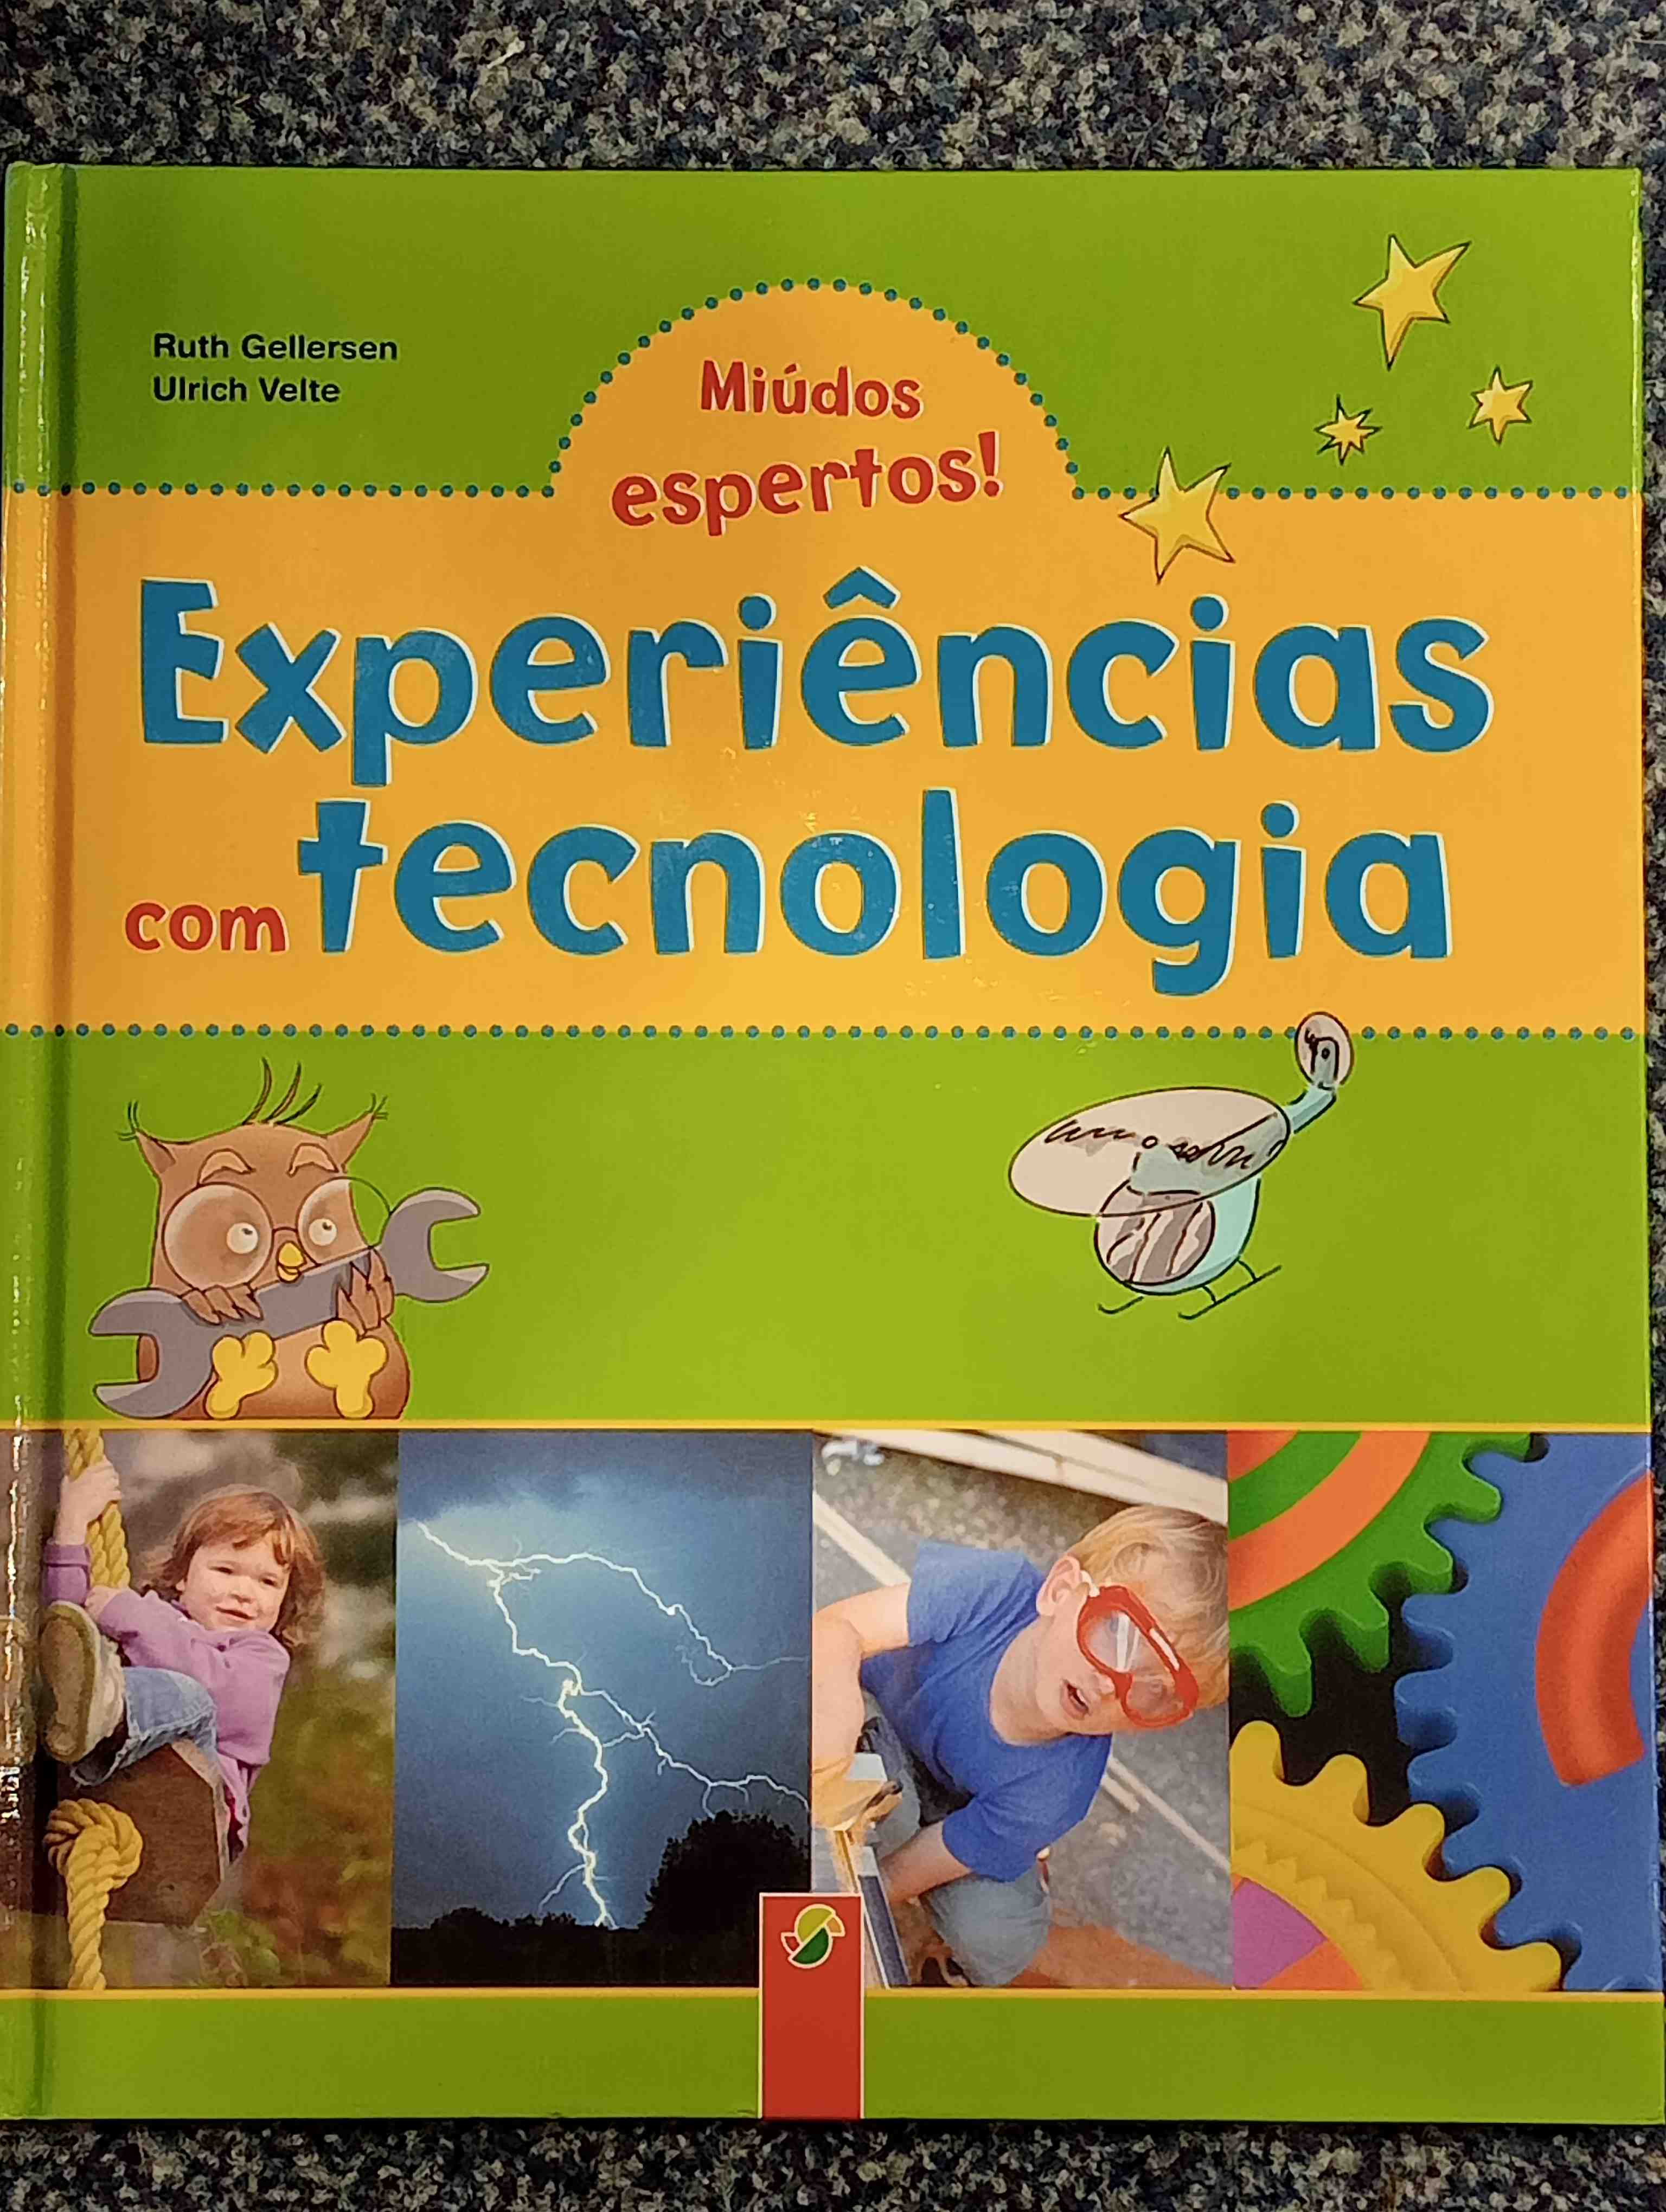 Ruth Gellersen
Ulrich Velte
Miúdos
espertos!
Experiências
com tecnologia